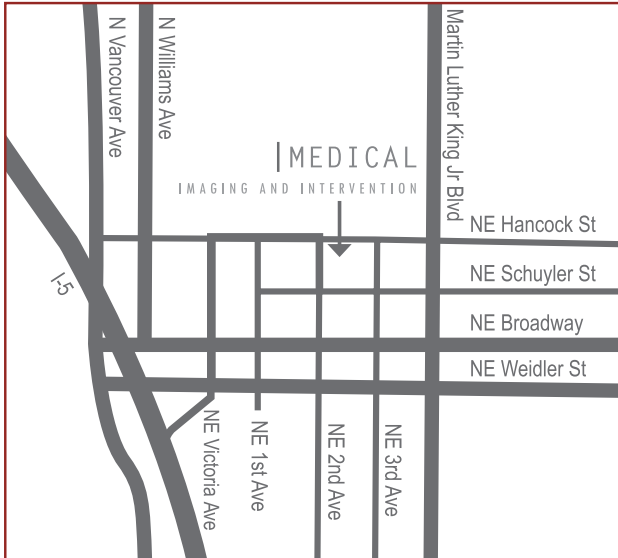 N Vancouver Ave
N Williams Ave
Martin Luther King Jr Blvd
MEDICAL
IMAGING AND INTERVENTION
NE Hancock St
I-5
NE Schuyler St
NE Broadway
NE Weidler St
NE Victoria Ave
NE 1st Ave
NE 2nd Ave
NE 3rd Ave